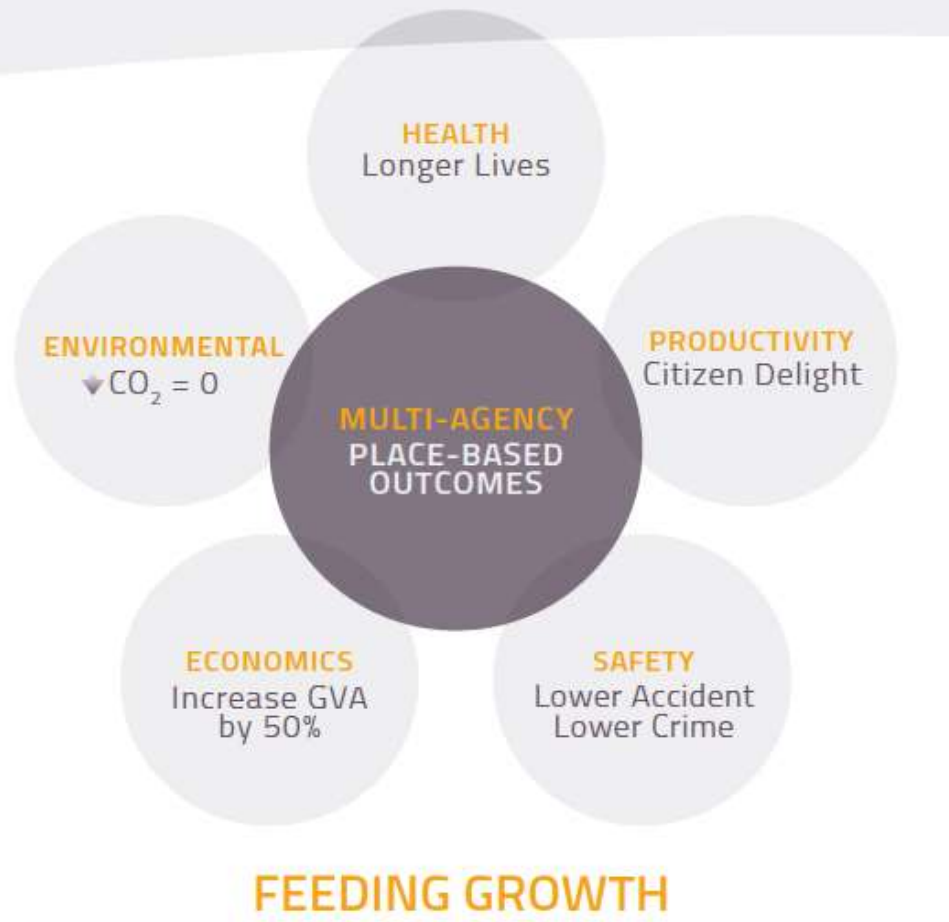 HEALTH
Longer Lives
ENVIRONMENTAL
CO₂ = 0
PRODUCTIVITY
Citizen Delight
MULTI-AGENCY
PLACE-BASED
OUTCOMES
ECONOMICS
Increase GVA
by 50%
SAFETY
Lower Accident
Lower Crime
FEEDING GROWTH